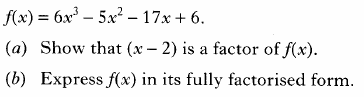 f(x) = 6x³ – 5x² – 17x + 6.
(a) Show that (x – 2) is a factor of f(x).
(b) Express f(x) in its fully factorised form.